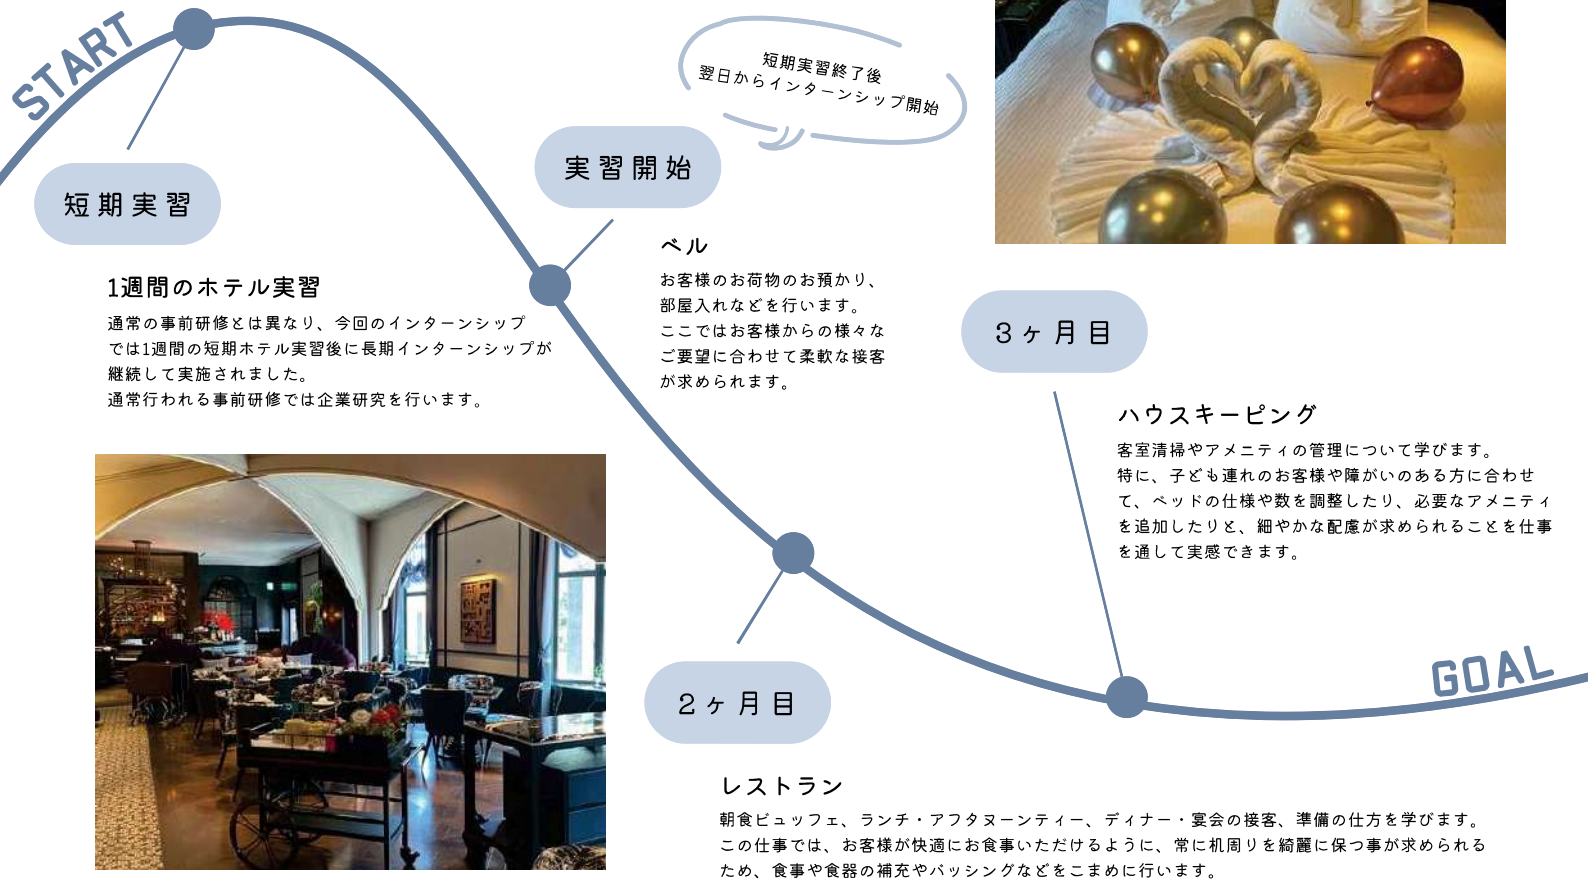 START
短期実習
1週間のホテル実習
通常の事前研修とは異なり、今回のインターンシップ
では1週間の短期ホテル実習後に長期インターンシップが
継続して実施されました。
通常行われる事前研修では企業研究を行います。
短期実習終了後
翌日からインターンシップ開始
実習開始
ベル
お客様のお荷物のお預かり、
部屋入れなどを行います。
ここではお客様からの様々な
ご要望に合わせて柔軟な接客
が求められます。
2ヶ月目
レストラン
朝食ビュッフェ、ランチ・アフタヌーンティー、ディナー・宴会の接客、準備の仕方を学びます。
この仕事では、お客様が快適にお食事いただけるように、常に机周りを綺麗に保つ事が求められる
ため、食事や食器の補充やバッシングなどをこまめに行います。
3ヶ月目
ハウスキーピング
客室清掃やアメニティの管理について学びます。
特に、子ども連れのお客様や障がいのある方に合わせ
て、ベッドの仕様や数を調整したり、必要なアメニティ
を追加したりと、細やかな配慮が求められることを仕事
を通して実感できます。
GOAL